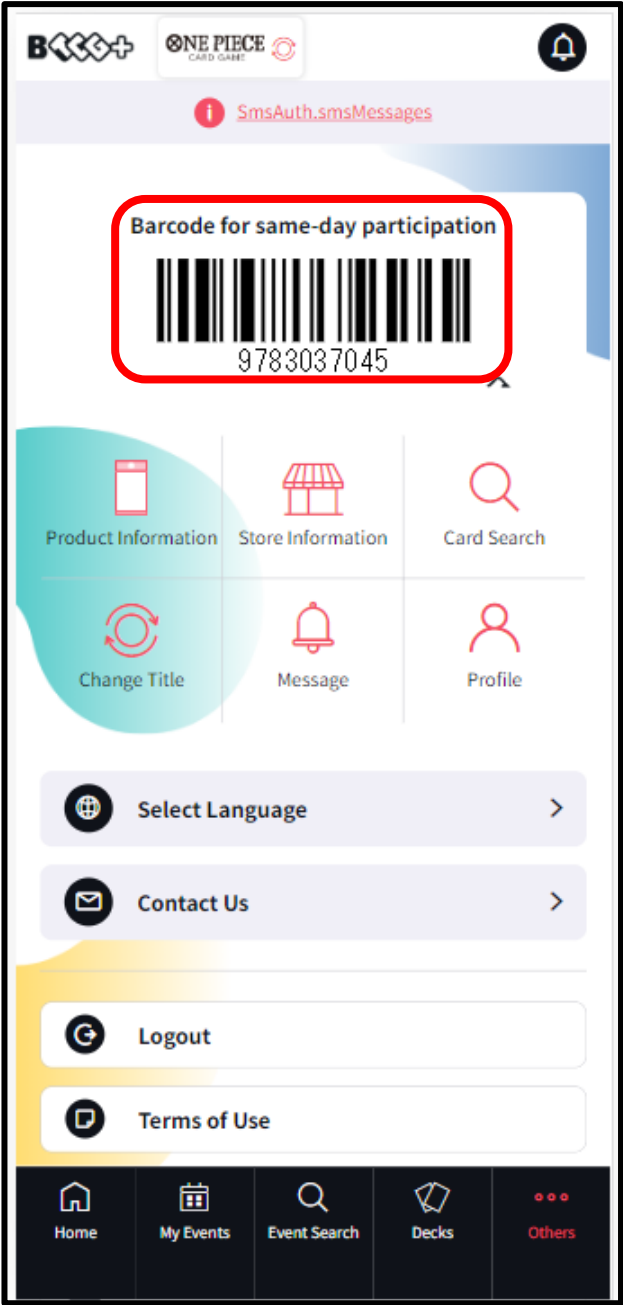 ONE PIECE
CARD GAME
SmsAuth.smsMessages
Barcode for same-day participation
9783037045
Product Information
Store Information
Card Search
Change Title
Message
Profile
Select Language
Contact Us
Logout
Terms of Use
Home
My Events
Event Search
Decks
Others